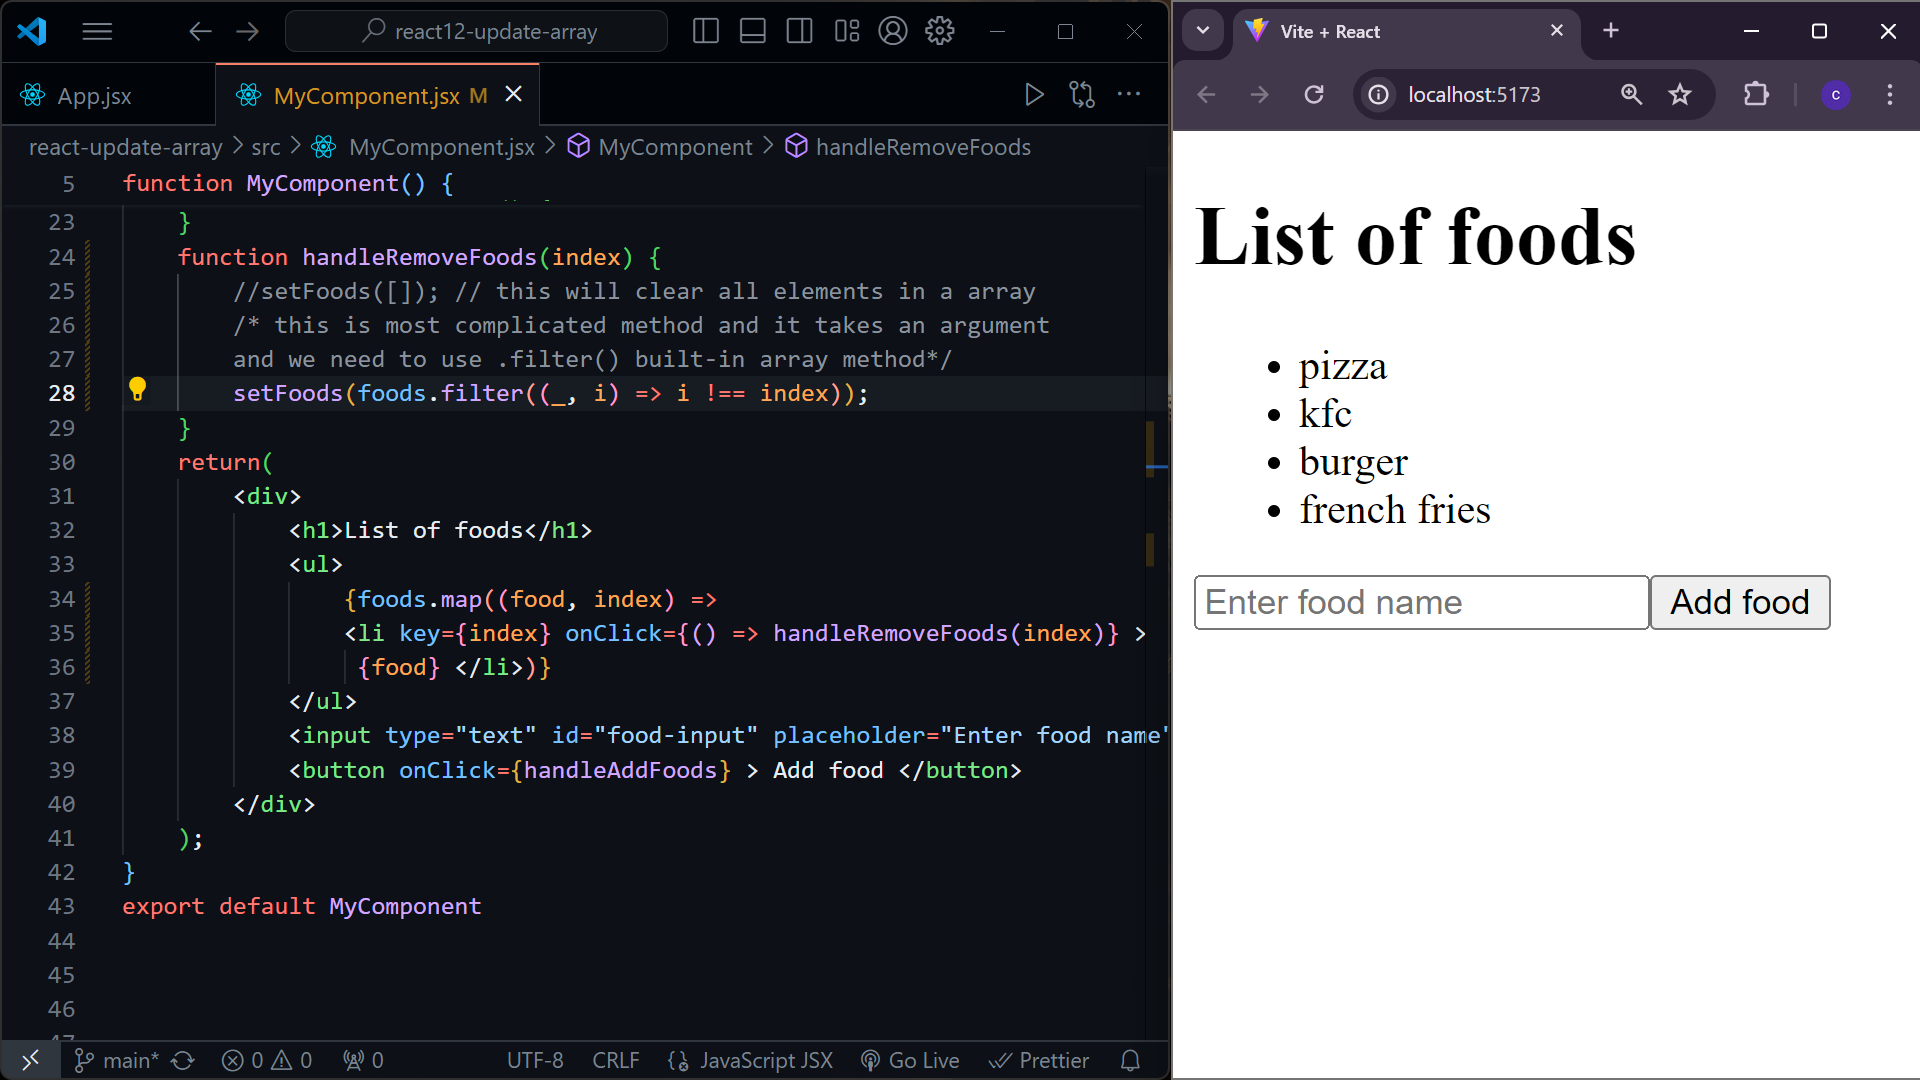 react12-update-array
App.jsx
MyComponent.jsx M
react-update-array > src > MyComponent.jsx > MyComponent > handleRemoveFoods
5 function MyComponent() {
23 }
24 function handleRemoveFoods(index) {
25 //setFoods([]); // this will clear all elements in a array
26 /* this is most complicated method and it takes an argument
27 and we need to use .filter() built-in array method*/
28 setFoods(foods.filter((_, i) => i !== index));
29 }
30 return(
31 <div>
32 <h1>List of foods</h1>
33 <ul>
34 {foods.map((food, index) =>
35 <li key={index} onClick={() => handleRemoveFoods(index)} >
36 {food} </li>)}
37 </ul>
38 <input type="text" id="food-input" placeholder="Enter food name"
39 <button onClick={handleAddFoods} > Add food </button>
40 </div>
41 );
42 }
43 export default MyComponent
44
45
46
47
main* 0 0 0 UTF-8 CRLF JavaScript JSX Go Live Prettier
Vite + React
localhost:5173
c
List of foods
• pizza
• kfc
• burger
• french fries
Enter food name Add food